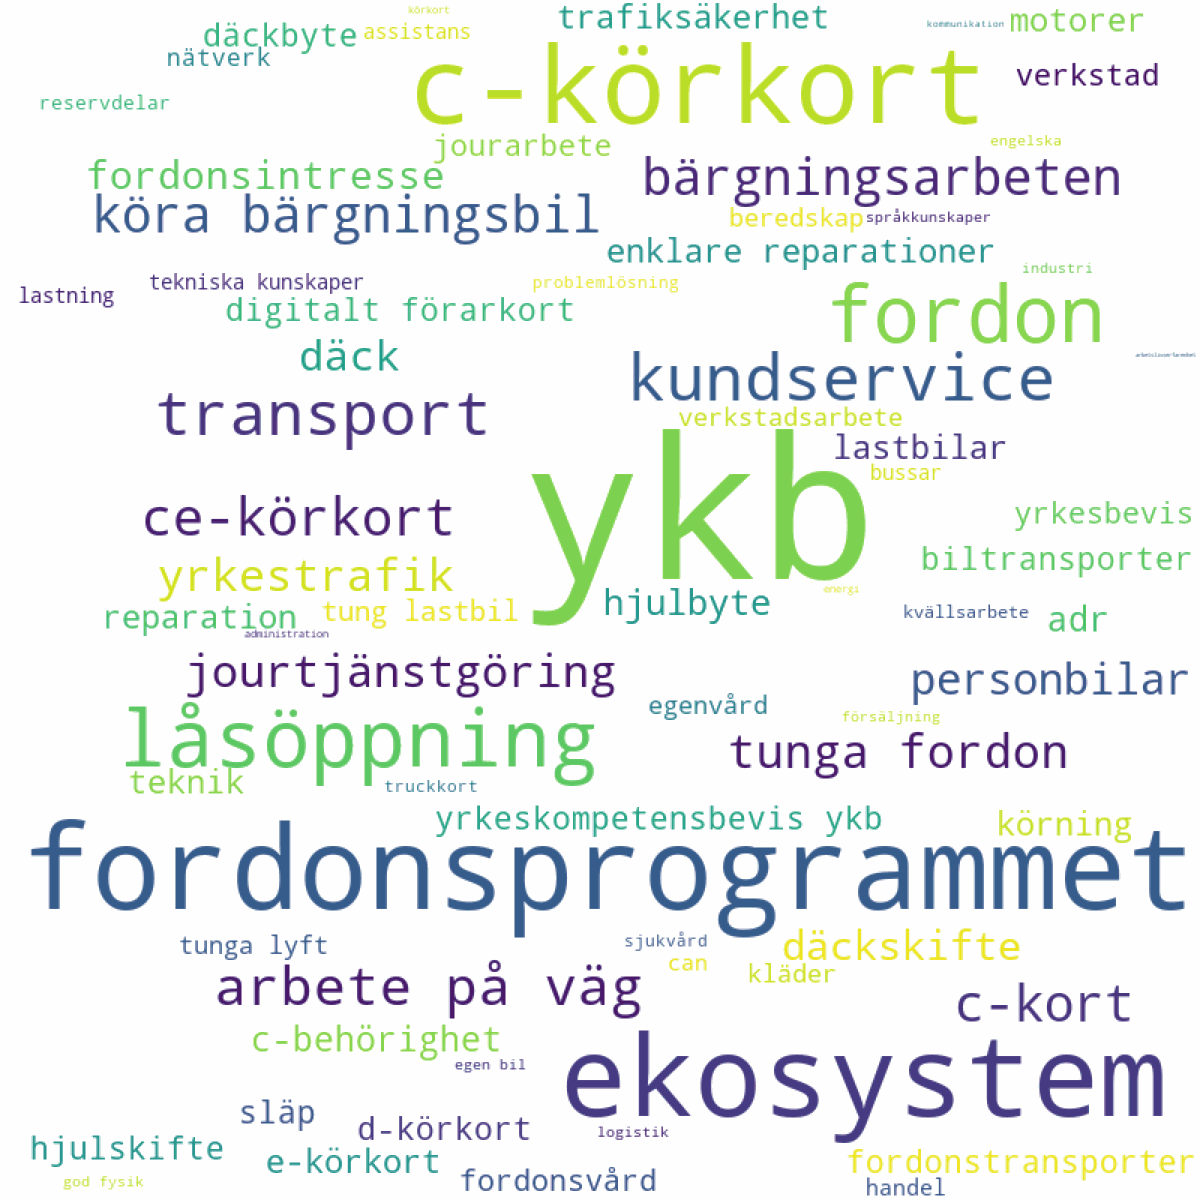 körkort
trafiksäkerhet
kommunikation
motorer
däckbyte
assistans
nätverk
c-körkort
verkstad
reservdelar
jourarbete
engelska
fordonsintresse
bärgningsarbeten
köra bärgningsbil
beredskap
språkkunskaper
enklare reparationer
industri
lastning
tekniska kunskaper
problemlösning
digitalt förarkort
fordon
däck
kundservice
transport
verkstadsarbete
lastbilar
bussar
ykb
ce-körkort
yrkesbevis
biltransporter
yrkestrafik
energi
hjulbyte
kvällsarbete
reparation
tung lastbil
adr
administration
jourtjänstgöring
personbilar
egenvård
försäljning
låsöppning
tunga fordon
teknik
truckkort
yrkeskompetensbevis ykb
körning
fordonsprogrammet
tunga lyft
sjukvård
däckskifte
can
kläder
arbete på väg
c-kort
c-behörighet
egen bil
ekosystem
släp
d-körkort
logistik
hjulskifte
e-körkort
fordonstransporter
god fysik
fordonsvård
handel